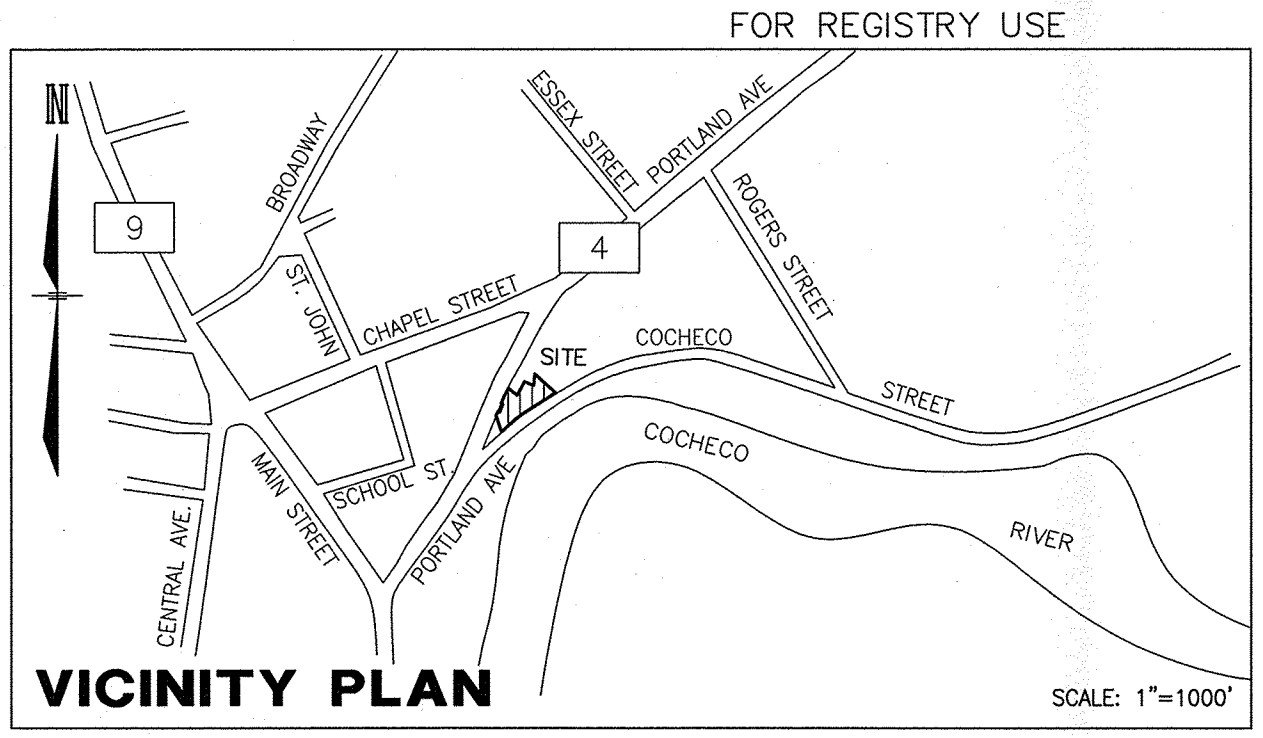 FOR REGISTRY USE
N
ESSEX STREET
PORTLAND AVE
BROADWAY
ROGERS STREET
9
4
ST. JOHN
CHAPEL STREET
COCHECO
SITE
STREET
COCHECO
MAIN STREET
SCHOOL ST.
PORTLAND AVE
RIVER
CENTRAL AVE.
VICINITY PLAN
SCALE: 1"=1000'